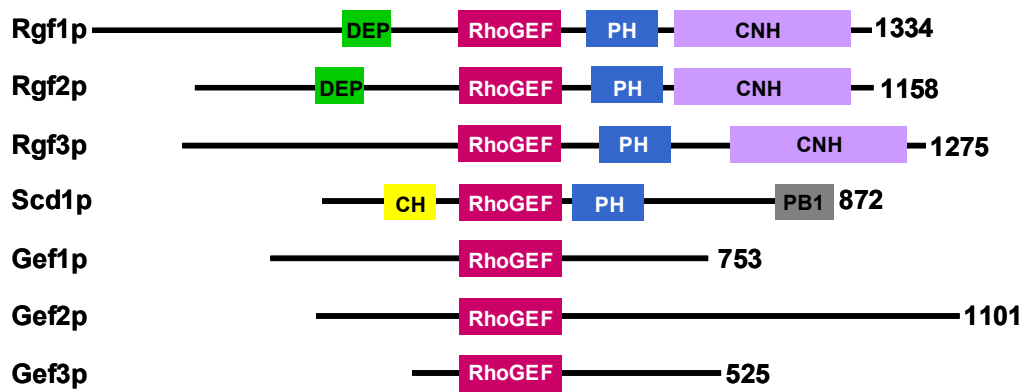 Rgf1p DEP RhoGEF PH CNH 1334
Rgf2p DEP RhoGEF PH CNH 1158
Rgf3p RhoGEF PH CNH 1275
Scd1p CH RhoGEF PH PB1 872
Gef1p RhoGEF 753
Gef2p RhoGEF 1101
Gef3p RhoGEF 525